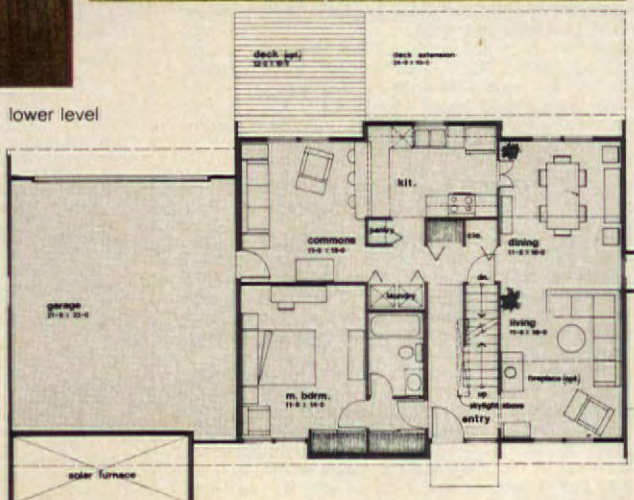 deck (opt.)
deck extension
lower level
kit.
pantry
clo.
commons
dining
dn.
laundry
garage
living
m. bdrm.
fireplace (opt.)
up
skylight above
entry
solar furnace